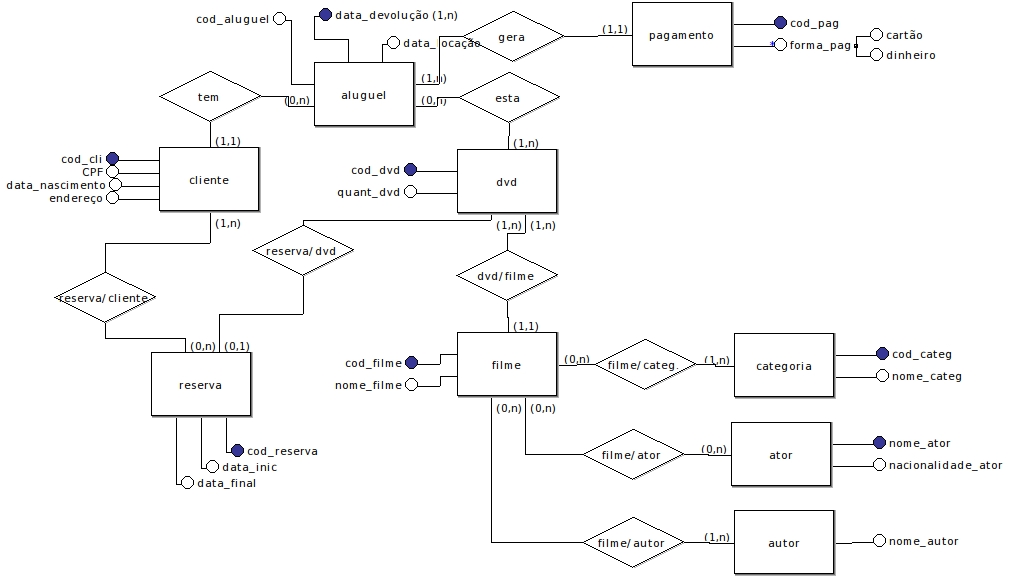 cod_aluguel
data_devolução (1,n)
data_locação
gera
(1,1)
pagamento
cod_pag
forma_pag
cartão
dinheiro
tem
(0,n)
aluguel
(1,n)
(0,n)
esta
(1,1)
(1,n)
cod_cli
CPF
data_nascimento
endereço
cliente
cod_dvd
quant_dvd
dvd
(1,n)
(1,n)
(1,n)
reserva/dvd
reserva/cliente
dvd/filme
(0,n)
(0,1)
(1,1)
reserva
cod_filme
nome_filme
filme
(0,n)
filme/categ.
(1,n)
categoria
cod_categ
nome_categ
(0,n)
(0,n)
cod_reserva
data_inic
data_final
filme/ator
(0,n)
ator
nome_ator
nacionalidade_ator
filme/autor
(1,n)
autor
nome_autor